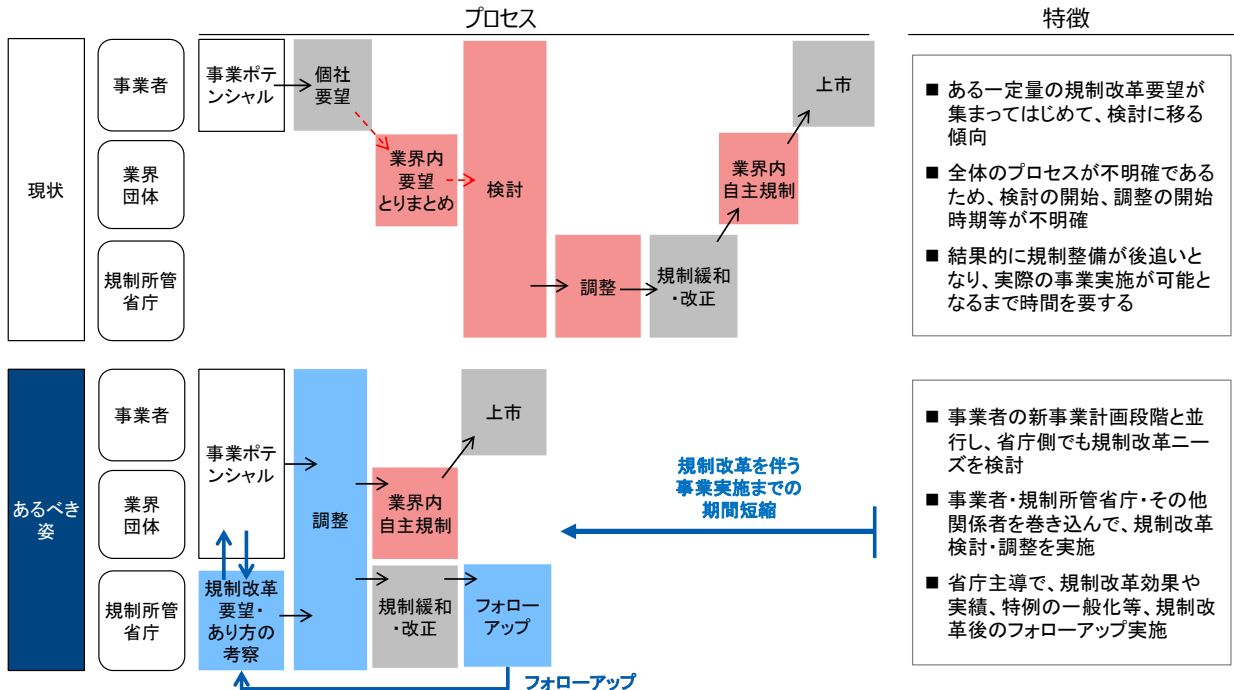 プロセス
特徴
現状
事業者
業界
団体
規制所管
省庁
事業ポテ
ンシャル
個社
要望
業界内
要望
とりまとめ
検討
調整
規制緩和
・改正
業界内
自主規制
上市
■ ある一定量の規制改革要望が
集まってはじめて、検討に移る
傾向
■ 全体のプロセスが不明確である
ため、検討の開始、調整の開始
時期等が不明確
■ 結果的に規制整備が後追いと
なり、実際の事業実施が可能と
なるまで時間を要する
あるべき
姿
事業者
業界
団体
規制所管
省庁
事業ポテ
ンシャル
規制改革
要望・
あり方の
考察
調整
業界内
自主規制
上市
規制緩和
・改正
フォロー
アップ
フォローアップ
規制改革を伴う
事業実施までの
期間短縮
■ 事業者の新事業計画段階と並
行し、省庁側でも規制改革ニー
ズを検討
■ 事業者・規制所管省庁・その他
関係者を巻き込んで、規制改革
検討・調整を実施
■ 省庁主導で、規制改革効果や
実績、特例の一般化等、規制改
革後のフォローアップ実施